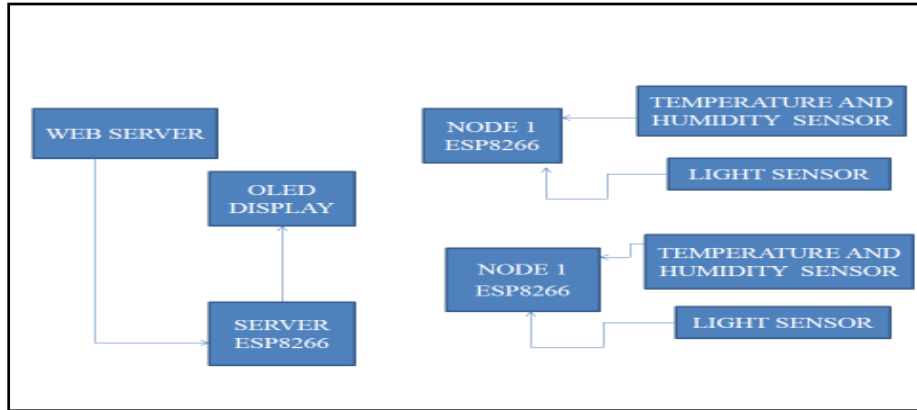 WEB SERVER
OLED
DISPLAY
SERVER
ESP8266
NODE 1
ESP8266
TEMPERATURE AND
HUMIDITY SENSOR
LIGHT SENSOR
NODE 1
ESP8266
TEMPERATURE AND
HUMIDITY SENSOR
LIGHT SENSOR